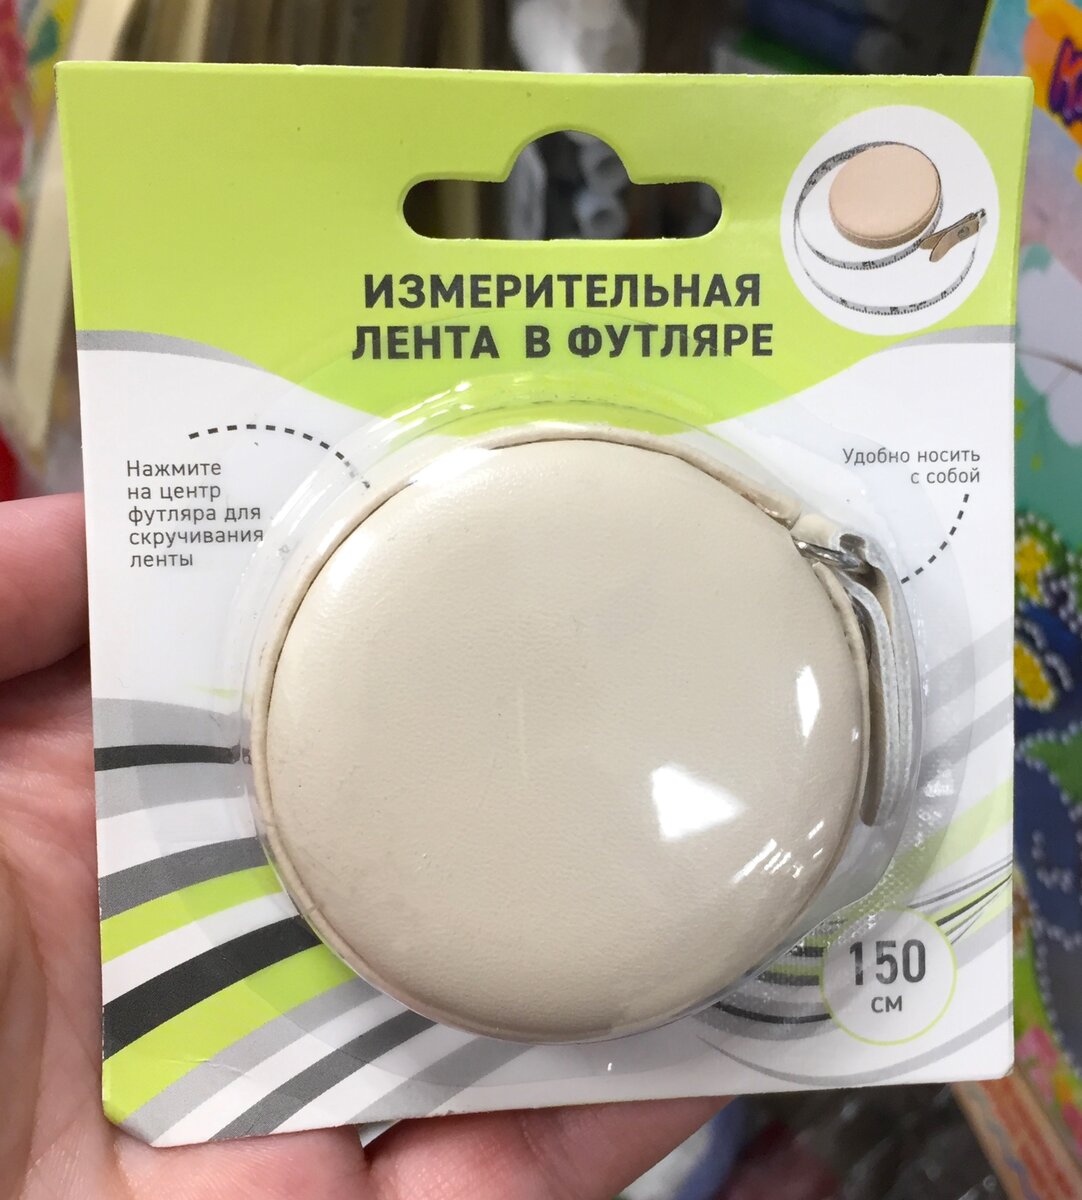 ИЗМЕРИТЕЛЬНАЯ
ЛЕНТА В ФУТЛЯРЕ
Нажмите
на центр
футляра для
скручивания
ленты
Удобно носить
с собой
150
см